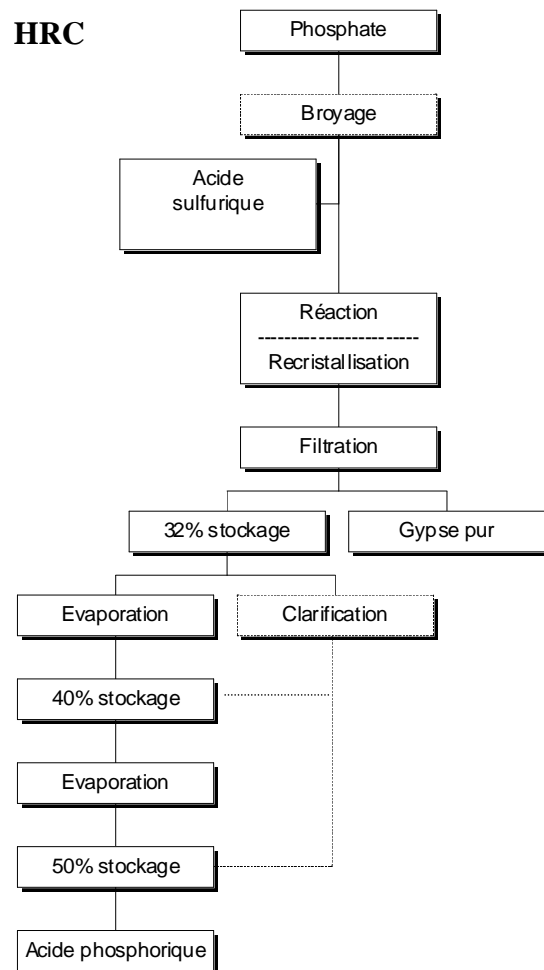 HRC
Phosphate
Broyage
Acide
sulfurique
Réaction
Recristallisation
Filtration
32% stockage
Gypse pur
Evaporation
Clarification
40% stockage
Evaporation
50% stockage
Acide phosphorique